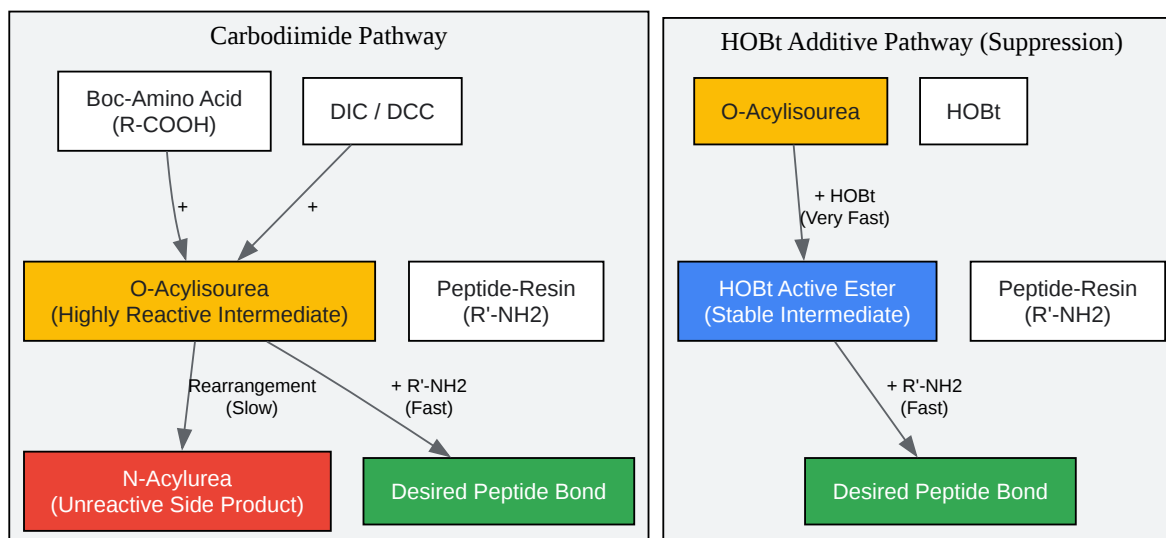 Carbodiimide Pathway
Boc-Amino Acid
(R-COOH)
DIC / DCC
+
+
O-Acylisourea
(Highly Reactive Intermediate)
Peptide-Resin
(R'-NH2)
Rearrangement
(Slow)
+ R'-NH2
(Fast)
N-Acylurea
(Unreactive Side Product)
Desired Peptide Bond
HOBt Additive Pathway (Suppression)
O-Acylisourea
HOBt
+ HOBt
(Very Fast)
HOBt Active Ester
(Stable Intermediate)
Peptide-Resin
(R'-NH2)
+ R'-NH2
(Fast)
Desired Peptide Bond